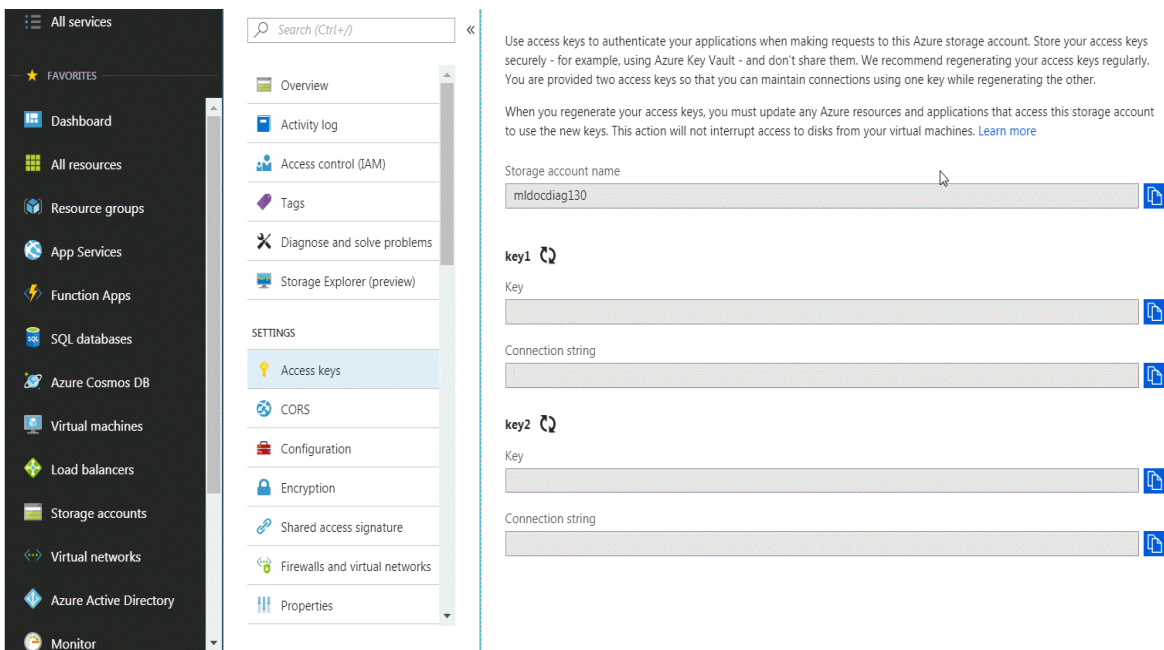 All services
FAVORITES
Dashboard
All resources
Resource groups
App Services
Function Apps
SQL databases
Azure Cosmos DB
Virtual machines
Load balancers
Storage accounts
Virtual networks
Azure Active Directory
Monitor
Search (Ctrl+/)
«
Overview
Activity log
Access control (IAM)
Tags
Diagnose and solve problems
Storage Explorer (preview)
SETTINGS
Access keys
CORS
Configuration
Encryption
Shared access signature
Firewalls and virtual networks
Properties
Use access keys to authenticate your applications when making requests to this Azure storage account. Store your access keys
securely - for example, using Azure Key Vault - and don't share them. We recommend regenerating your access keys regularly.
You are provided two access keys so that you can maintain connections using one key while regenerating the other.
When you regenerate your access keys, you must update any Azure resources and applications that access this storage account
to use the new keys. This action will not interrupt access to disks from your virtual machines. Learn more
Storage account name
mldocdiag130
key1
Key
Connection string
key2
Key
Connection string